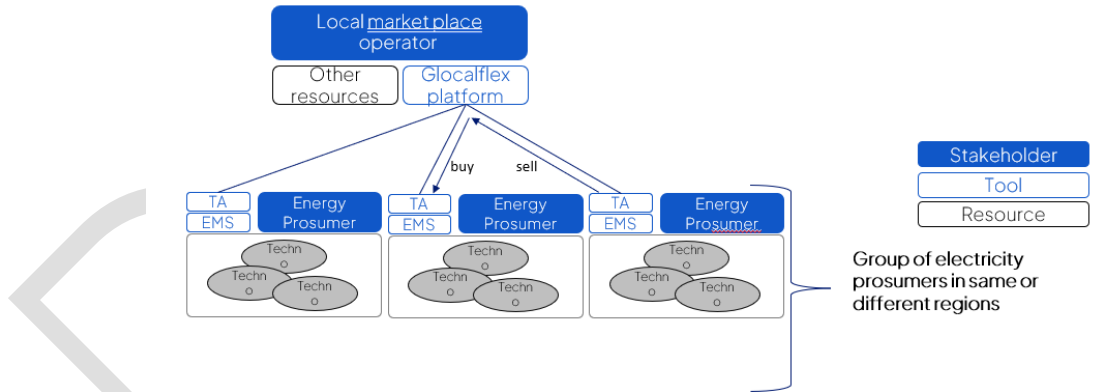 Local market place
operator
Other
resources
Glocalflex
platform
buy
sell
TA
EMS
Energy
Prosumer
TA
EMS
Energy
Prosumer
TA
EMS
Energy
Prosumer
Techn
o
Techn
o
Techn
o
Techn
o
Techn
o
Techn
o
Techn
o
Techn
o
Techn
o
Stakeholder
Tool
Resource
Group of electricity
prosumers in same or
different regions